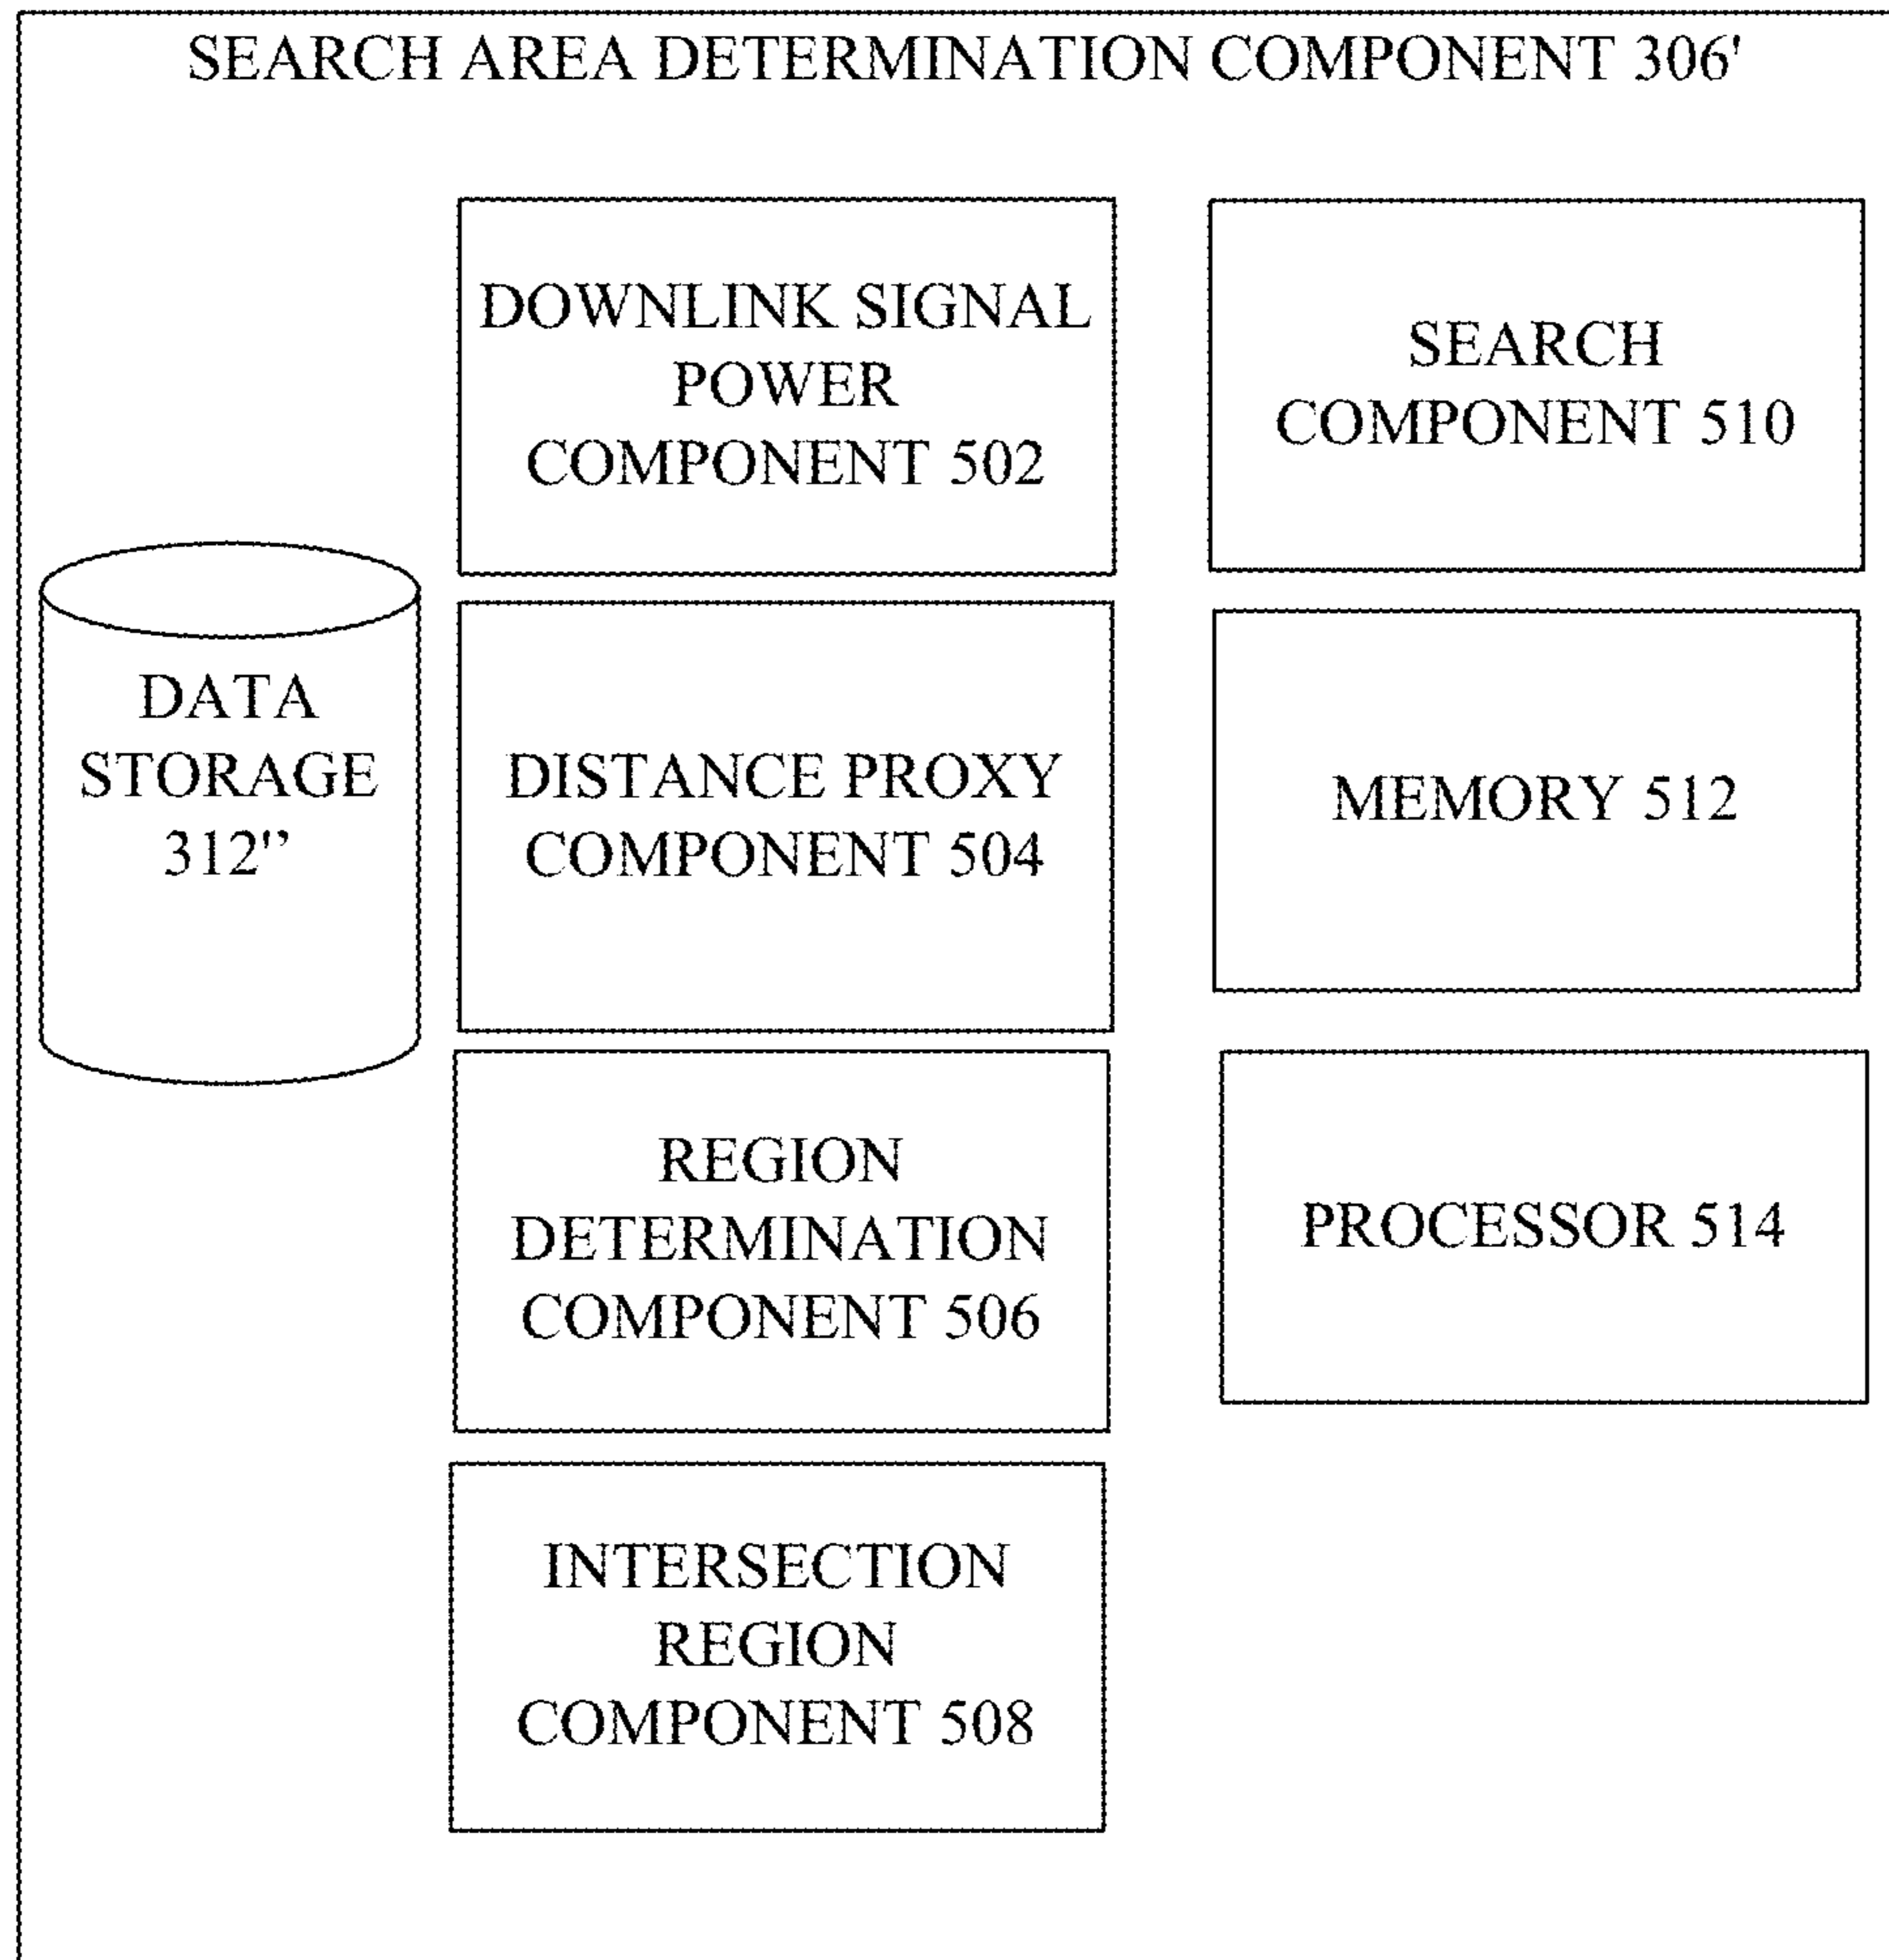 SEARCH AREA DETERMINATION COMPONENT 306'
DOWNLINK SIGNAL
POWER
COMPONENT 502
SEARCH
COMPONENT 510
DATA
STORAGE
312'’
DISTANCE PROXY
COMPONENT 504
MEMORY 512
REGION
DETERMINATION
COMPONENT 506
PROCESSOR 514
INTERSECTION
REGION
COMPONENT 508